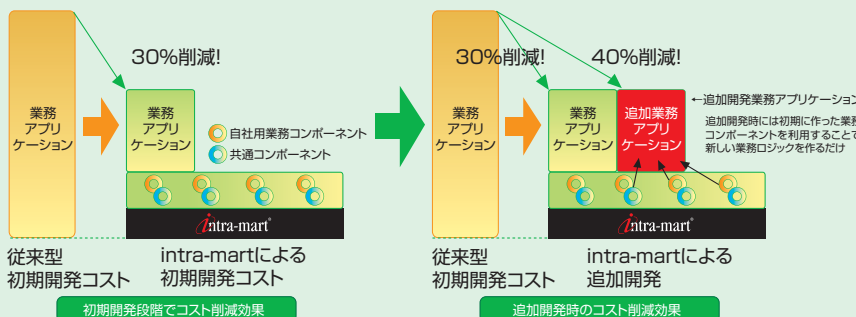 30%削減!
業務
アプリ
ケーション
業務
アプリ
ケーション
自社用業務コンポーネント
共通コンポーネント
intra-mart®
従来型
初期開発コスト
intra-martによる
初期開発コスト
初期開発段階でコスト削減効果
30%削減!
40%削減!
業務
アプリ
ケーション
業務
アプリ
ケーション
追加業務
アプリ
ケーション
←追加開発業務アプリケーション
追加開発時には初期に作った業務
コンポーネントを利用することで
新しい業務ロジックを作るだけ
intra-mart®
従来型
初期開発コスト
intra-martによる
追加開発
追加開発時のコスト削減効果